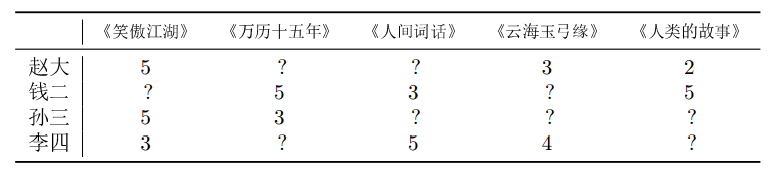 《笑傲江湖》 《万历十五年》 《人间词话》 《云海玉弓缘》 《人类的故事》
赵大 5 ? ? 3 2
钱二 ? 5 3 ? 5
孙三 5 3 ? ? ?
李四 3 ? 5 4 ?